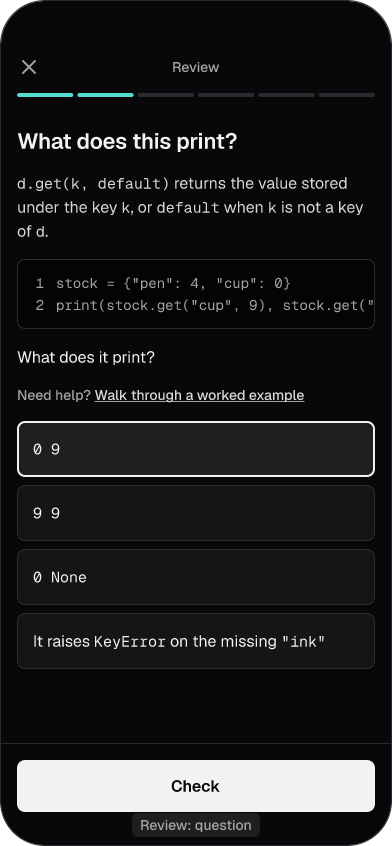 Review
What does this print?
d.get(k, default) returns the value stored
under the key k, or default when k is not a key
of d.
1 stock = {"pen": 4, "cup": 0}
2 print(stock.get("cup", 9), stock.get("
What does it print?
Need help? Walk through a worked example
0 9
9 9
0 None
It raises KeyError on the missing "ink"
Check
Review: question